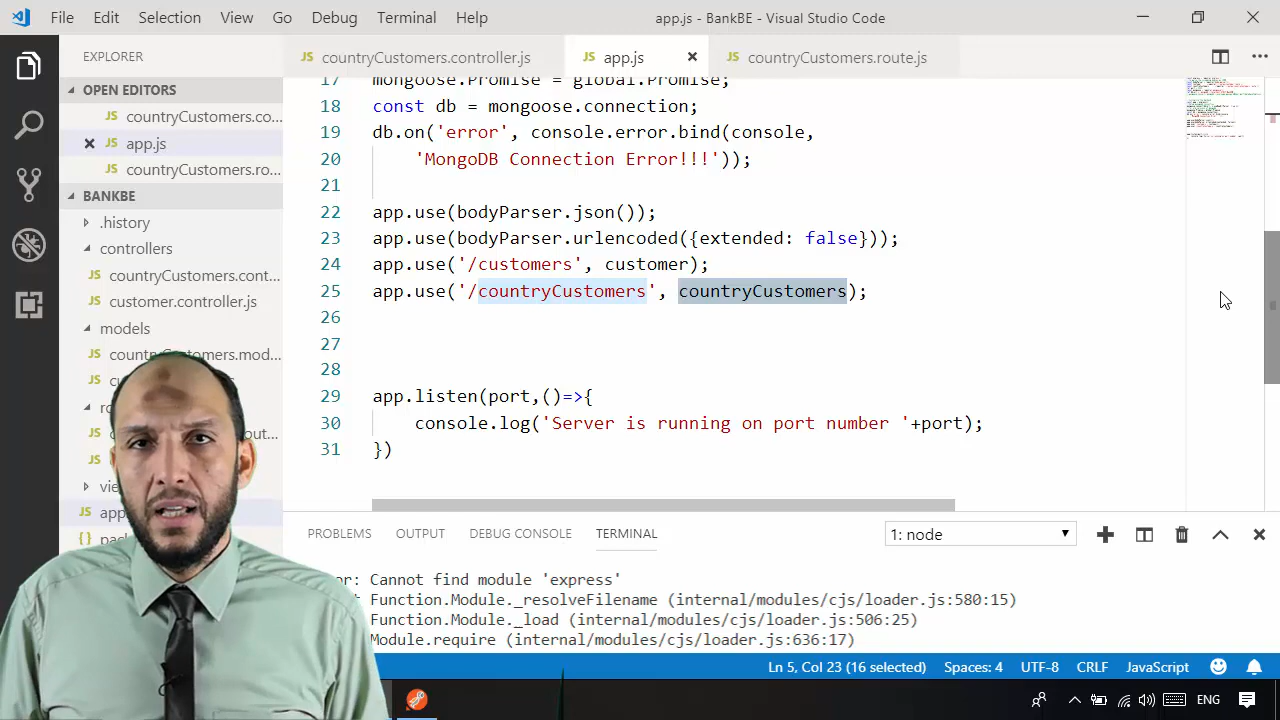 File Edit Selection View Go Debug Terminal Help app.js - BankBE - Visual Studio Code
EXPLORER
countryCustomers.controller.js app.js countryCustomers.route.js
OPEN EDITORS
countryCustomers.co...
app.js
countryCustomers.ro...
BANKBE
.history
controllers
countryCustomers.cont...
customer.controller.js
models
countryCustomers.mod...
17 mongoose.Promise = global.Promise;
18 const db = mongoose.connection;
19 db.on('error', console.error.bind(console,
20 'MongoDB Connection Error!!!'));
21
22 app.use(bodyParser.json());
23 app.use(bodyParser.urlencoded({extended: false}));
24 app.use('/customers', customer);
25 app.use('/countryCustomers', countryCustomers);
26
27
28
29 app.listen(port,()=>{
30 console.log('Server is running on port number '+port);
31 })
PROBLEMS OUTPUT DEBUG CONSOLE TERMINAL 1: node
Cannot find module 'express'
Function.Module._resolveFilename (internal/modules/cjs/loader.js:580:15)
Function.Module._load (internal/modules/cjs/loader.js:506:25)
Module.require (internal/modules/cjs/loader.js:636:17)
Ln 5, Col 23 (16 selected) Spaces: 4 UTF-8 CRLF JavaScript
ENG